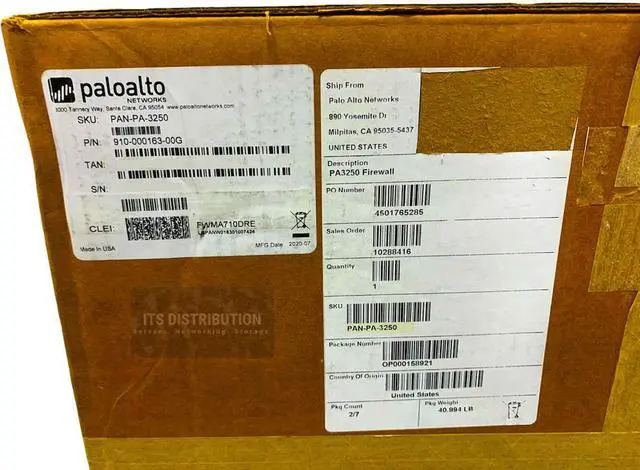 paloalto
NETWORKS
3000 Tannery Way, Santa Clara, CA 95054 www.paloaltonetworks.com
SKU: PAN-PA-3250
P/N: 910-000163-00G
TAN:
S/N:
CLEI:
FWMA710DRE
Made In USA
MFG Date 2020-07
Ship From
Palo Alto Networks
890 Yosemite Dr
Milpitas, CA 95035-5437
UNITED STATES
Description
PA3250 Firewall
PO Number
4501765285
Sales Order
10288416
Quantity
1
SKU
PAN-PA-3250
Package Number
OP000158921
Country Of Origin
United States
Pkg Count
2/7
Pkg Weight
40.994 LB
ITS DISTRIBUTION
Servers, Networking, Storage